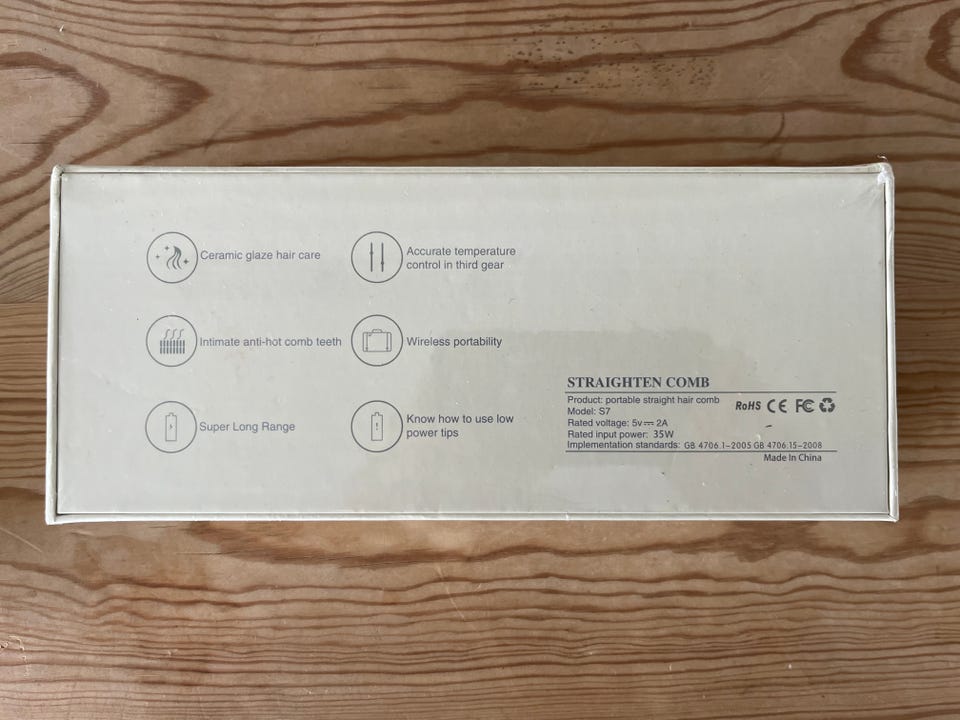 Ceramic glaze hair care
Accurate temperature
control in third gear
Intimate anti-hot comb teeth
Wireless portability
Super Long Range
Know how to use low
power tips
STRAIGHTEN COMB
Product: portable straight hair comb
Model: S7
Rated voltage: 5v⎓2A
Rated input power: 35W
Implementation standards: GB 4706.1-2005 GB 4706.15-2008
RoHS CE FC
Made In China